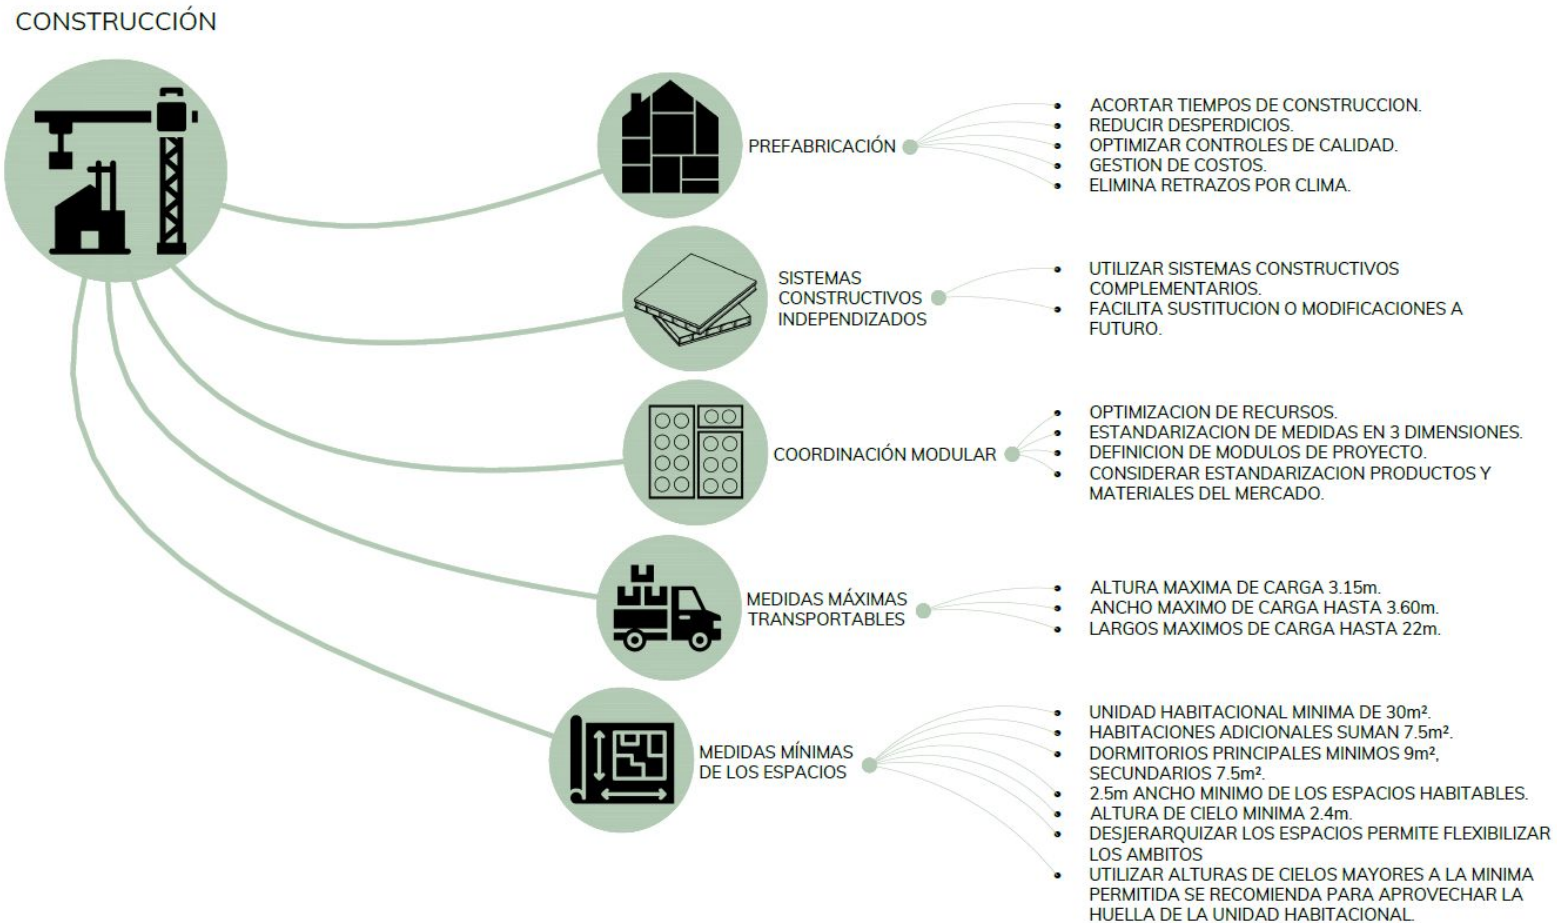 CONSTRUCCIÓN
PREFABRICACIÓN
ACORTAR TIEMPOS DE CONSTRUCCION.
REDUCIR DESPERDICIOS.
OPTIMIZAR CONTROLES DE CALIDAD.
GESTION DE COSTOS.
ELIMINA RETRAZOS POR CLIMA.
SISTEMAS
CONSTRUCTIVOS
INDEPENDIZADOS
UTILIZAR SISTEMAS CONSTRUCTIVOS
COMPLEMENTARIOS.
FACILITA SUSTITUCION O MODIFICACIONES A
FUTURO.
COORDINACIÓN MODULAR
OPTIMIZACION DE RECURSOS.
ESTANDARIZACION DE MEDIDAS EN 3 DIMENSIONES.
DEFINICION DE MODULOS DE PROYECTO.
CONSIDERAR ESTANDARIZACION PRODUCTOS Y
MATERIALES DEL MERCADO.
MEDIDAS MÁXIMAS
TRANSPORTABLES
ALTURA MAXIMA DE CARGA 3.15m.
ANCHO MAXIMO DE CARGA HASTA 3.60m.
LARGOS MAXIMOS DE CARGA HASTA 22m.
MEDIDAS MÍNIMAS
DE LOS ESPACIOS
UNIDAD HABITACIONAL MINIMA DE 30m².
HABITACIONES ADICIONALES SUMAN 7.5m².
DORMITORIOS PRINCIPALES MINIMOS 9m²,
SECUNDARIOS 7.5m².
2.5m ANCHO MINIMO DE LOS ESPACIOS HABITABLES.
ALTURA DE CIELO MINIMA 2.4m.
DESJERARQUIZAR LOS ESPACIOS PERMITE FLEXIBILIZAR
LOS AMBITOS
UTILIZAR ALTURAS DE CIELOS MAYORES A LA MINIMA
PERMITIDA SE RECOMIENDA PARA APROVECHAR LA
HUELLA DE LA UNIDAD HABITACIONAL.